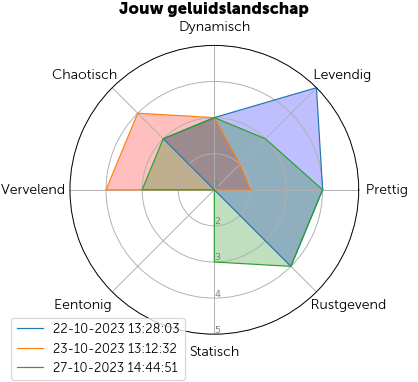 Jouw geluidslandschap
Dynamisch
Chaotisch
Levendig
Vervelend
Prettig
2
3
4
5
Eentonig
Rustgevend
Statisch
22-10-2023 13:28:03
23-10-2023 13:12:32
27-10-2023 14:44:51